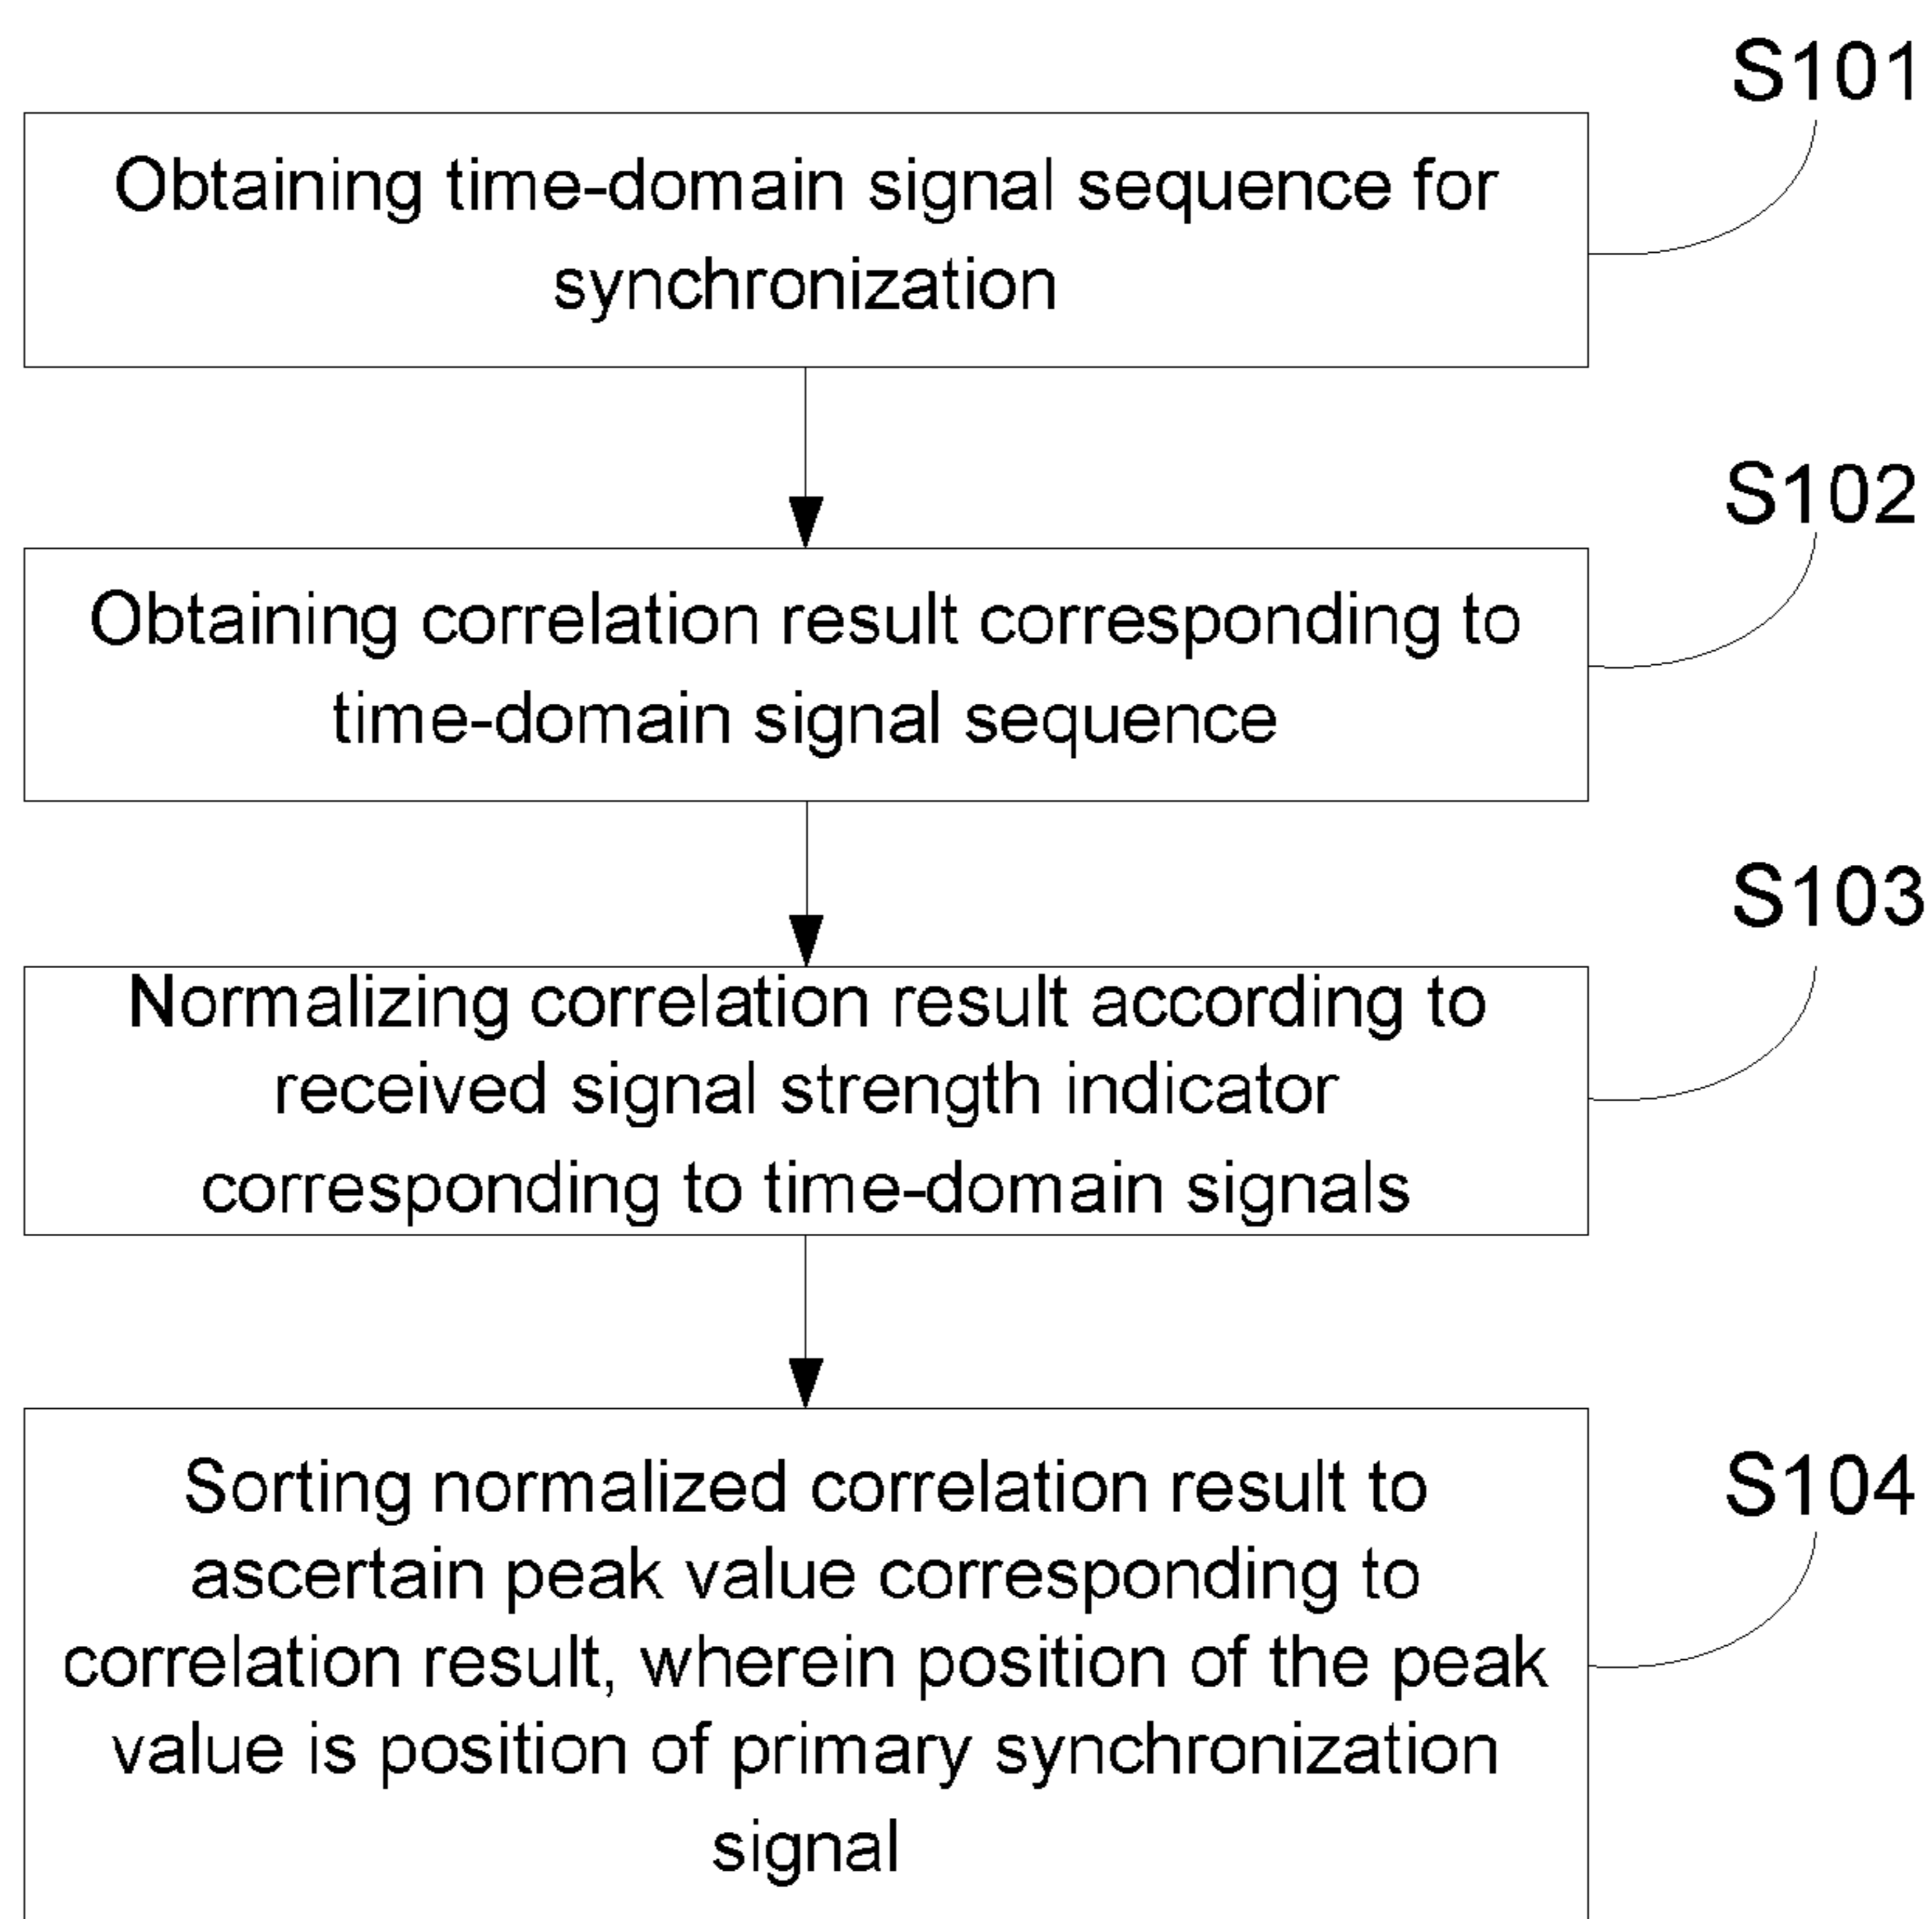 S101
Obtaining time-domain signal sequence for
synchronization
S102
Obtaining correlation result corresponding to
time-domain signal sequence
S103
Normalizing correlation result according to
received signal strength indicator
corresponding to time-domain signals
S104
Sorting normalized correlation result to
ascertain peak value corresponding to
correlation result, wherein position of the peak
value is position of primary synchronization
signal